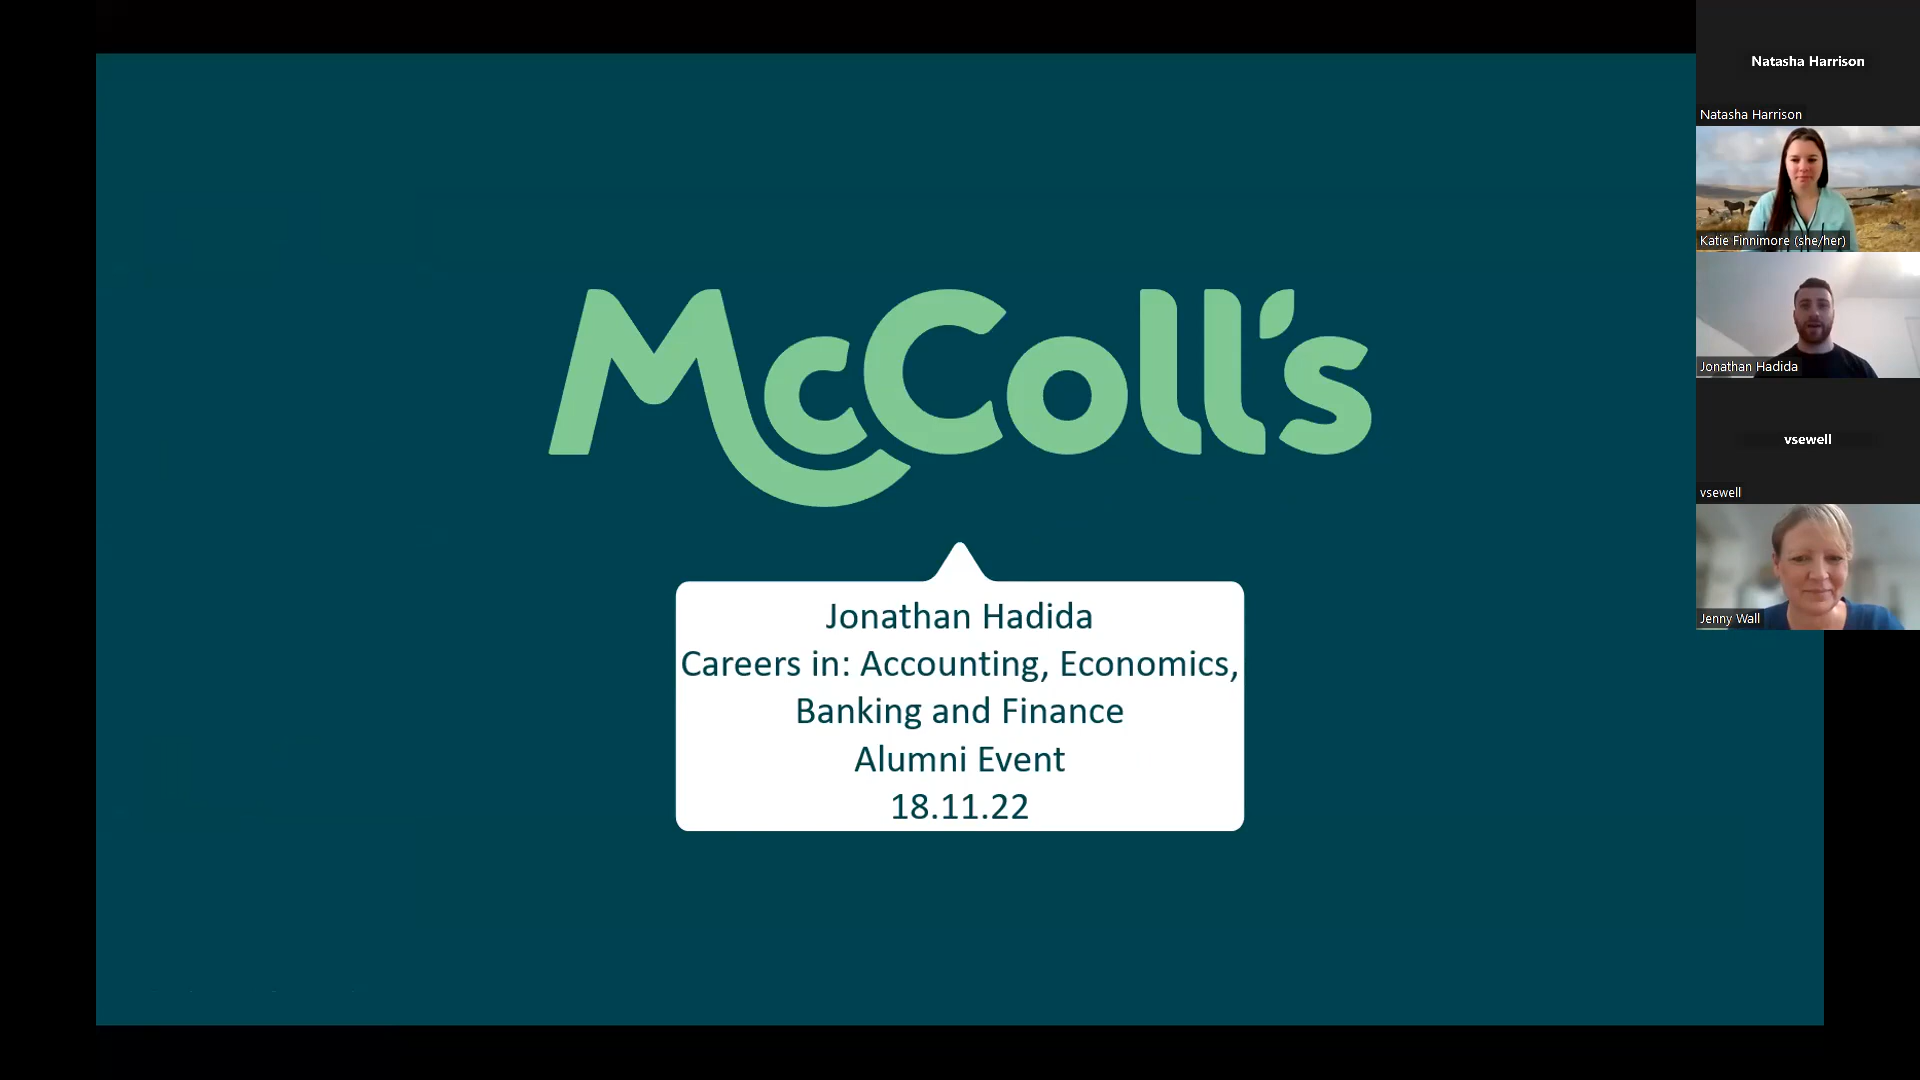 McColl's
Jonathan Hadida
Careers in: Accounting, Economics,
Banking and Finance
Alumni Event
18.11.22
Natasha Harrison
Natasha Harrison
Katie Finnimore (she/her)
Jonathan Hadida
vsewell
vsewell
Jenny Wall